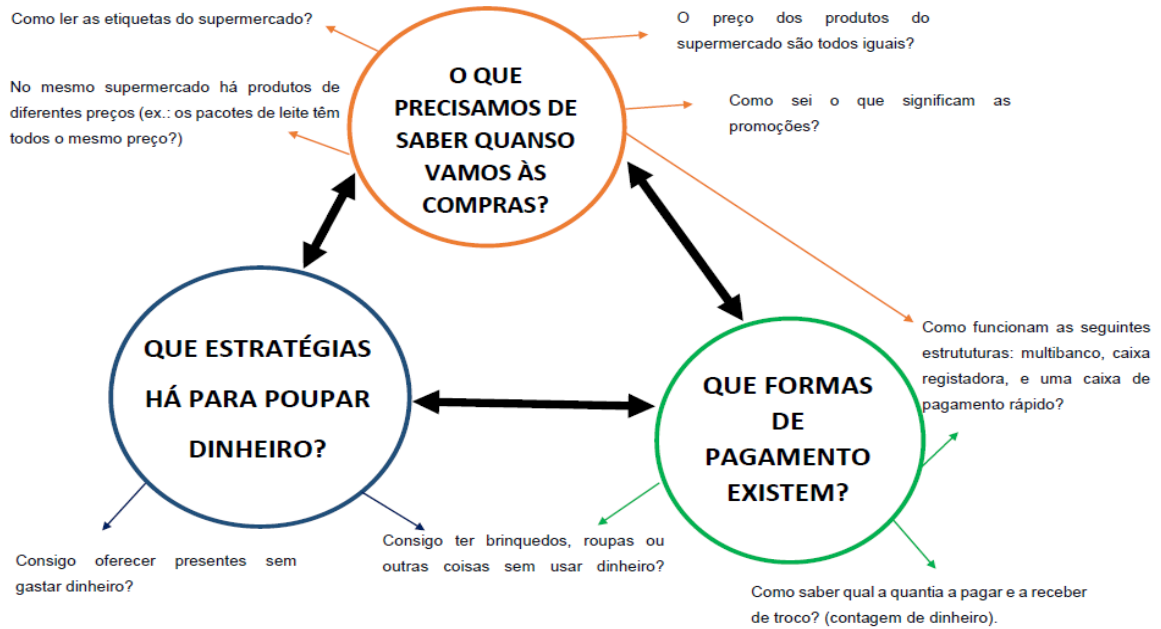 Como ler as etiquetas do supermercado?
No mesmo supermercado há produtos de
diferentes preços (ex.: os pacotes de leite têm
todos o mesmo preço?)
O QUE
PRECISAMOS DE
SABER QUANSO
VAMOS ÀS
COMPRAS?
O preço dos produtos do
supermercado são todos iguais?
Como sei o que significam as
promoções?
QUE ESTRATÉGIAS
HÁ PARA POUPAR
DINHEIRO?
QUE FORMAS
DE
PAGAMENTO
EXISTEM?
Como funcionam as seguintes
estrututuras: multibanco, caixa
registadora, e uma caixa de
pagamento rápido?
Consigo oferecer presentes sem
gastar dinheiro?
Consigo ter brinquedos, roupas ou
outras coisas sem usar dinheiro?
Como saber qual a quantia a pagar e a receber
de troco? (contagem de dinheiro).